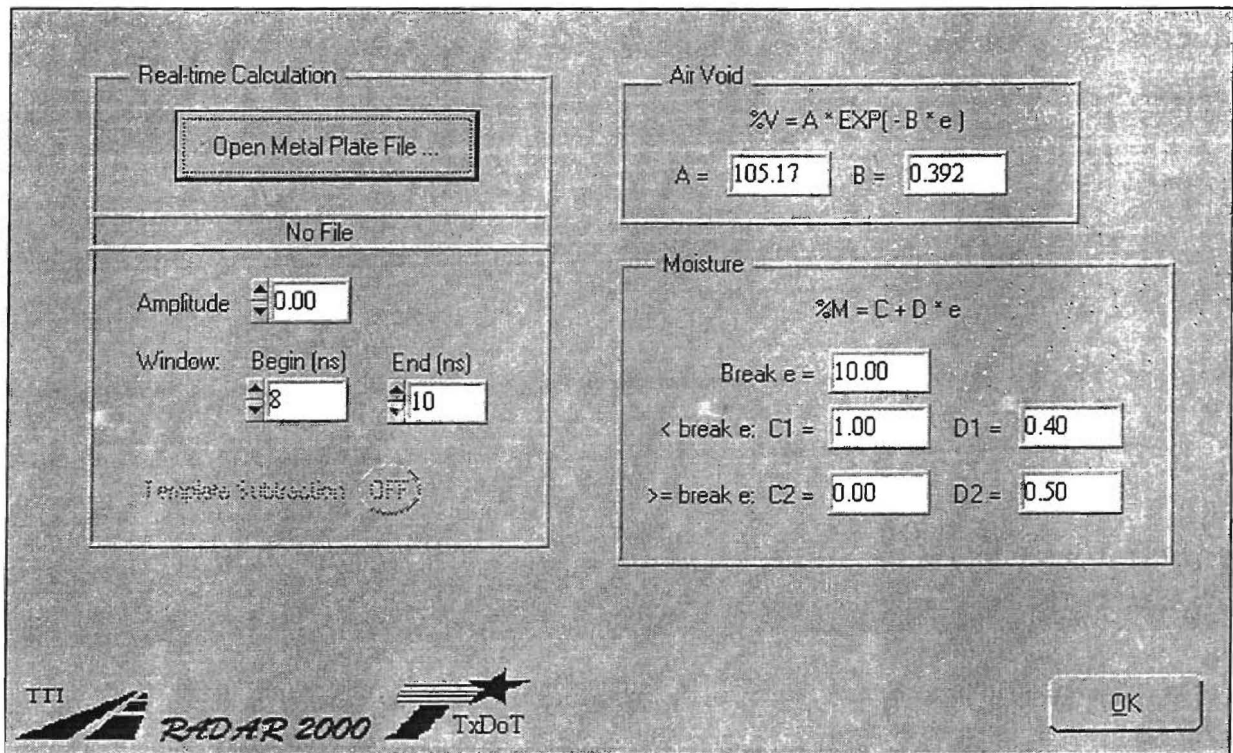 Real-time Calculation
Open Metal Plate File ...
No File
Amplitude 0.00
Window: Begin (ns) End (ns)
8 10
Template Subtraction OFF
Air Void
%V = A * EXP( - B * e )
A = 105.17 B = 0.392
Moisture
%M = C + D * e
Break e = 10.00
< break e: C1 = 1.00 D1 = 0.40
>= break e: C2 = 0.00 D2 = 0.50
TTI
RADAR 2000
TxDoT
OK